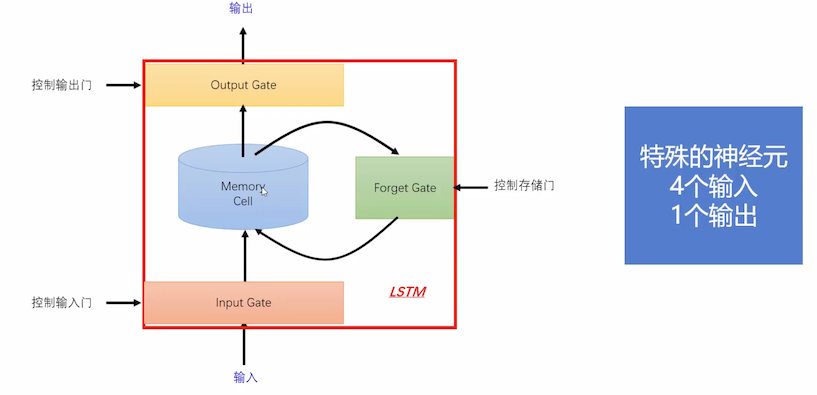 输出
控制输出门
Output Gate
Memory
Cell
Forget Gate
控制存储门
LSTM
控制输入门
Input Gate
输入
特殊的神经元
4个输入
1个输出